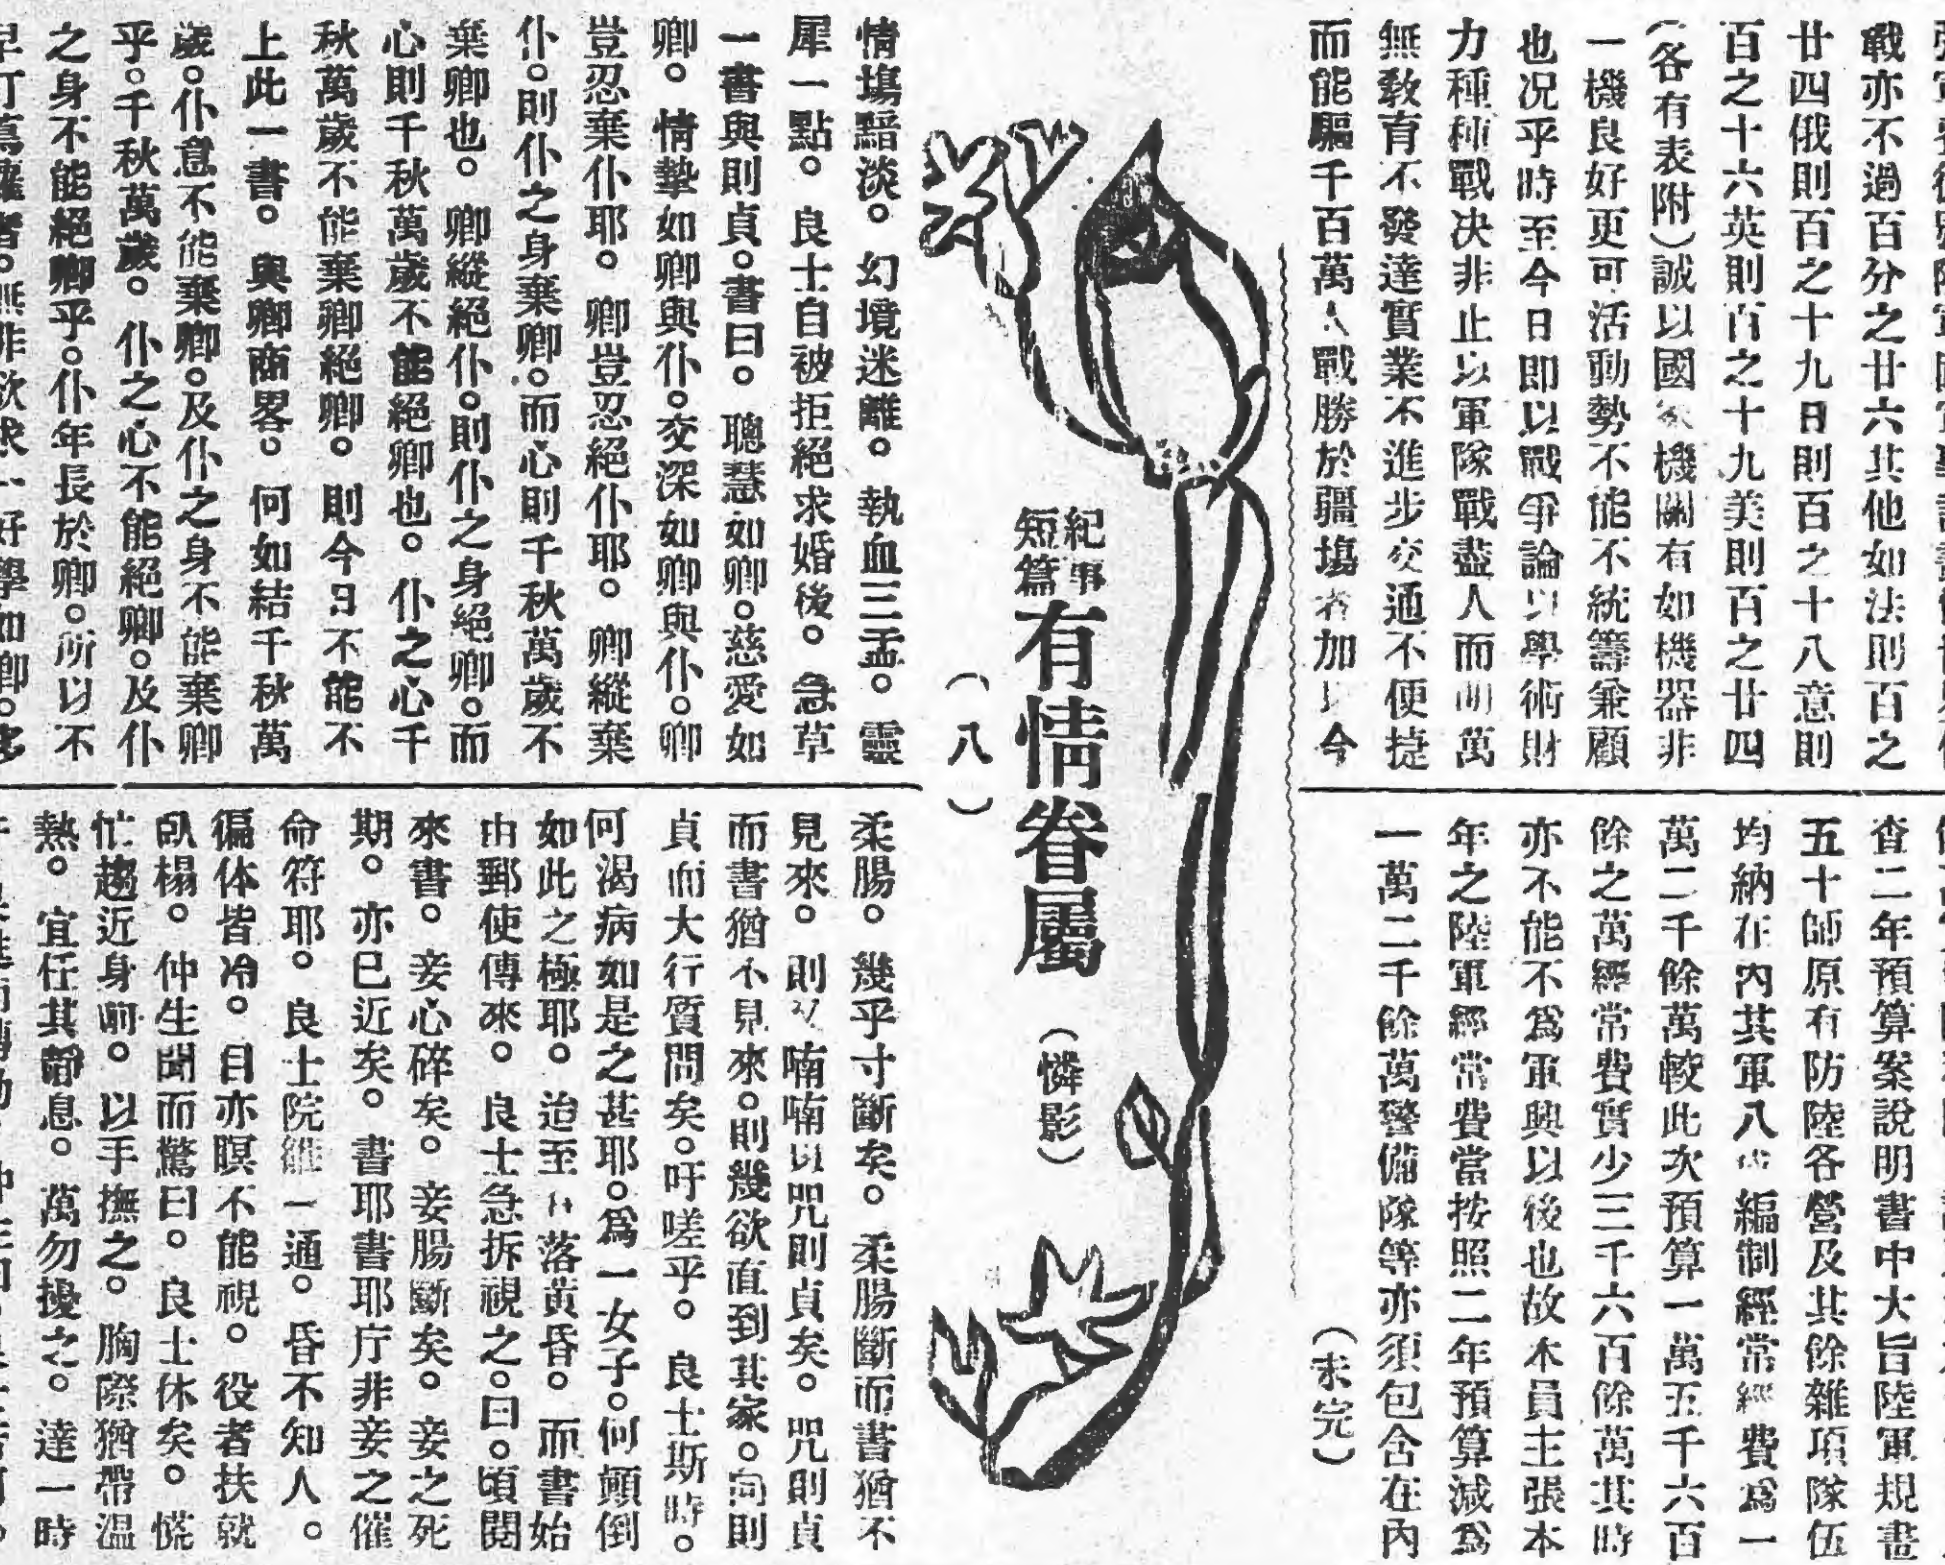 戰亦不過百分之廿六其他如法則百之
廿四俄則百之十九日則百之十八意則
百之十六英則百之十九美則百之廿四
(各有表附)誠以國家機關有如機器非
一機良好更可活動勢不能不統籌兼顧
也况乎時至今日即以戰爭論以學術財
力種種戰决非止以軍隊戰盡人而明萬
無敎育不發達實業不進步交通不便捷
而能驅千百萬人戰勝於疆塲者加以今
查二年預算案說明書中大旨陸軍規畫
五十師原有防陸各營及其餘雜項隊伍
均納在內其軍八 編制經常經費爲一
萬二千餘萬較此次預算一萬五千六百
餘之萬經常費實少三千六百餘萬其時
亦不能不爲軍興以後也故本員主張本
年之陸軍經常費當按照二年預算減爲
一萬二千餘萬警備隊等亦須包含在內
(未完)
紀事
短篇
有情眷屬 (憐影)
(八)
情塲黯淡。幻境迷離。執血三盂。靈
犀一點。良士自被拒絕求婚後。急草
一書與則貞。書曰。聰慧如卿。慈愛如
卿。情摯如卿與仆。交深如卿與仆。卿
豈忍棄仆耶。卿豈忍絕仆耶。卿縱棄
仆。則仆之身棄卿。而心則千秋萬歲不
棄卿也。卿縱絕仆。則仆之身絕卿。而
心則千秋萬歲不能絕卿也。仆之心千
秋萬歲不能棄卿絕卿。則今日不能不
上此一書。與卿商畧。何如結千秋萬
歲。仆意不能棄卿。及仆之身不能棄卿
乎。千秋萬歲。仆之心不能絕卿。及仆
之身不能絕卿乎。仆年長於卿。所以不
柔腸。幾乎寸斷矣。柔腸斷而書猶不
見來。則又喃喃以咒則貞矣。咒則貞
而書猶不見來。則幾欲直到其家。向則
貞而大行質問矣。吁嗟乎。良士斯時。
何渴病如是之甚耶。爲一女子。何顚倒
如此之極耶。迨至日落黃昏。而書始
由郵使傳來。良士急拆視之。曰。頃閱
來書。妾心碎矣。妾腸斷矣。妾之死
期。亦已近矣。書耶書耶庁非妾之催
命符耶。良士院維一通。昏不知人。
徧体皆冷。目亦瞑不能視。役者扶就
臥榻。仲生聞而驚曰。良士休矣。慌
忙趨近身前。以手撫之。胸際猶帶温
熱。宜任其靜息。萬勿擾之。達一時